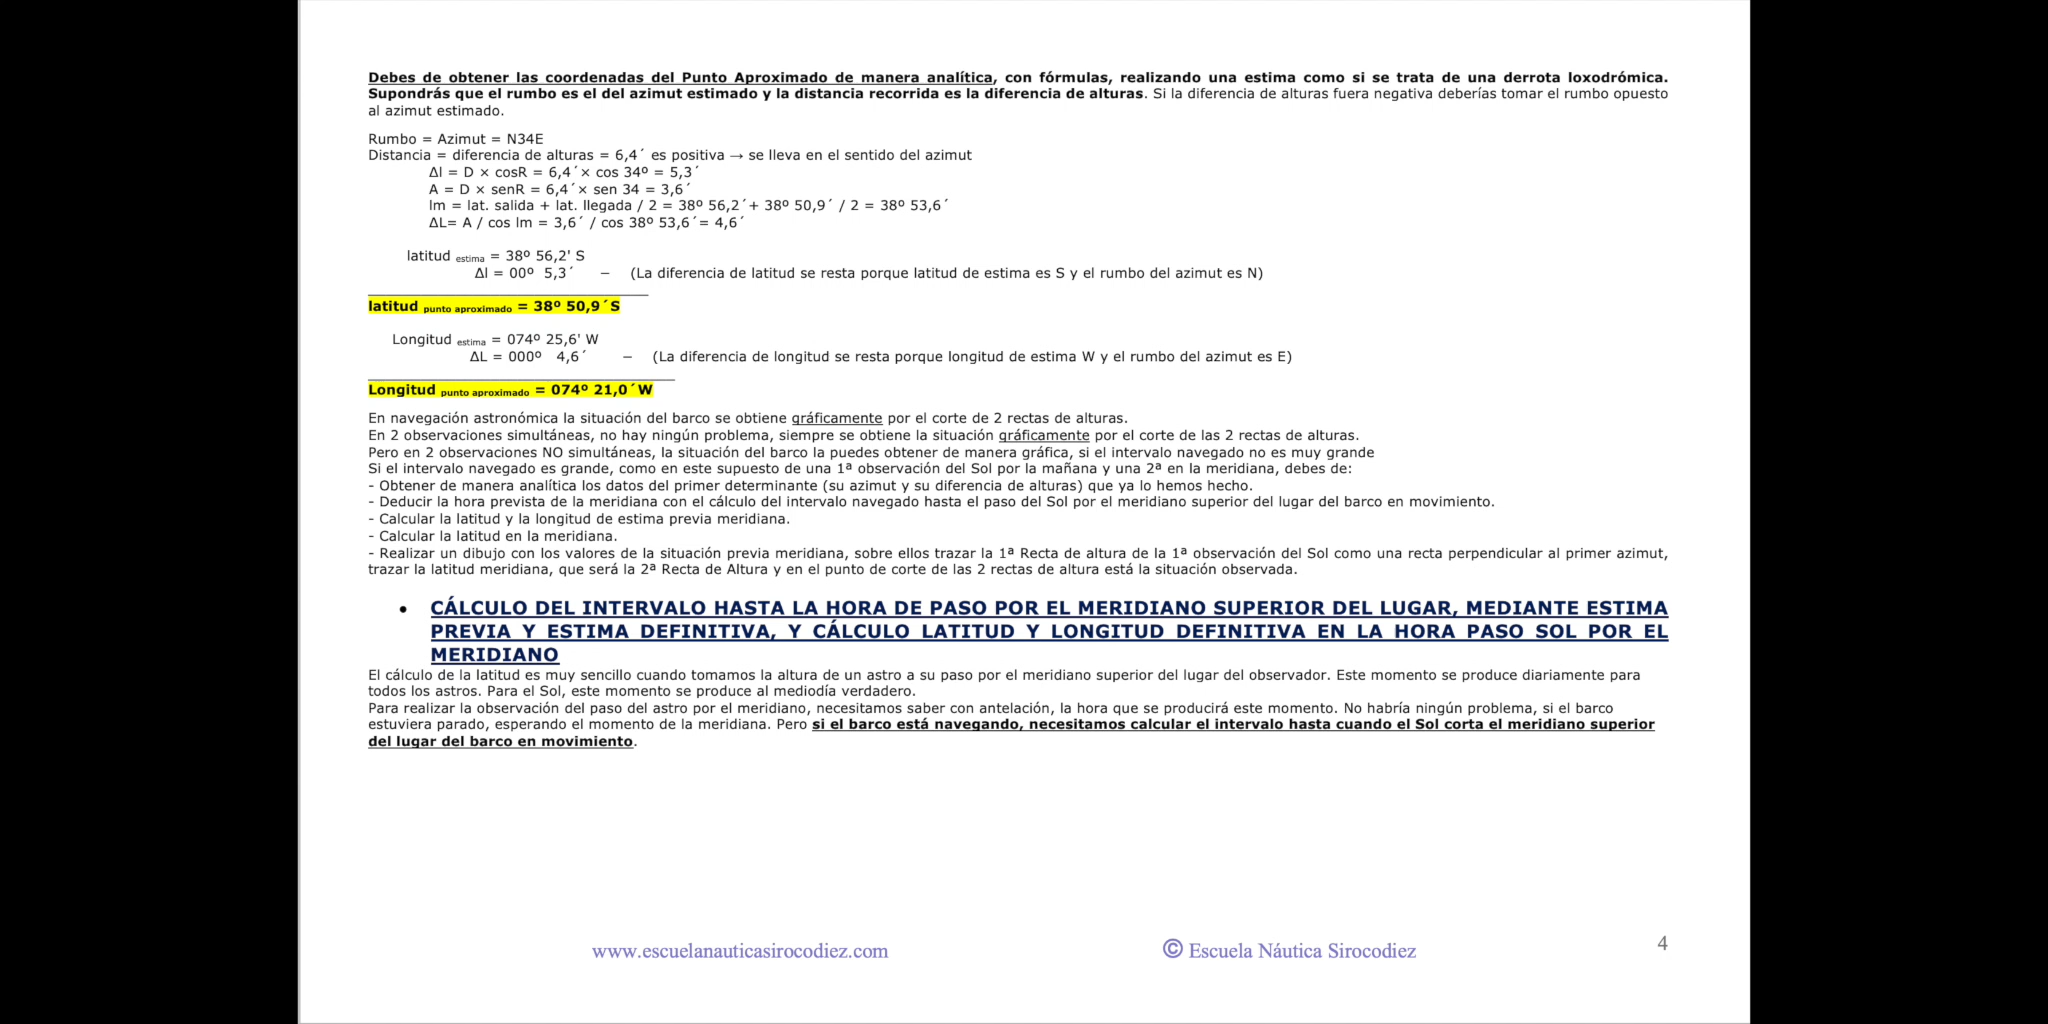 Debes de obtener las coordenadas del Punto Aproximado de manera analítica, con fórmulas, realizando una estima como si se trata de una derrota loxodrómica.
Supondrás que el rumbo es el del azimut estimado y la distancia recorrida es la diferencia de alturas. Si la diferencia de alturas fuera negativa deberías tomar el rumbo opuesto
al azimut estimado.
Rumbo = Azimut = N34E
Distancia = diferencia de alturas = 6,4´ es positiva → se lleva en el sentido del azimut
Δl = D × cosR = 6,4´× cos 34º = 5,3´
A = D × senR = 6,4´× sen 34 = 3,6´
lm = lat. salida + lat. llegada / 2 = 38º 56,2´+ 38º 50,9´ / 2 = 38º 53,6´
ΔL= A / cos lm = 3,6´ / cos 38º 53,6´= 4,6´
latitud estima = 38º 56,2' S
Δl = 00º 5,3´ − (La diferencia de latitud se resta porque latitud de estima es S y el rumbo del azimut es N)
latitud punto aproximado = 38º 50,9´S
Longitud estima = 074º 25,6' W
ΔL = 000º 4,6´ − (La diferencia de longitud se resta porque longitud de estima W y el rumbo del azimut es E)
Longitud punto aproximado = 074º 21,0´W
En navegación astronómica la situación del barco se obtiene gráficamente por el corte de 2 rectas de alturas.
En 2 observaciones simultáneas, no hay ningún problema, siempre se obtiene la situación gráficamente por el corte de las 2 rectas de alturas.
Pero en 2 observaciones NO simultáneas, la situación del barco la puedes obtener de manera gráfica, si el intervalo navegado no es muy grande
Si el intervalo navegado es grande, como en este supuesto de una 1ª observación del Sol por la mañana y una 2ª en la meridiana, debes de:
- Obtener de manera analítica los datos del primer determinante (su azimut y su diferencia de alturas) que ya lo hemos hecho.
- Deducir la hora prevista de la meridiana con el cálculo del intervalo navegado hasta el paso del Sol por el meridiano superior del lugar del barco en movimiento.
- Calcular la latitud y la longitud de estima previa meridiana.
- Calcular la latitud en la meridiana.
- Realizar un dibujo con los valores de la situación previa meridiana, sobre ellos trazar la 1ª Recta de altura de la 1ª observación del Sol como una recta perpendicular al primer azimut,
trazar la latitud meridiana, que será la 2ª Recta de Altura y en el punto de corte de las 2 rectas de altura está la situación observada.
• CÁLCULO DEL INTERVALO HASTA LA HORA DE PASO POR EL MERIDIANO SUPERIOR DEL LUGAR, MEDIANTE ESTIMA
PREVIA Y ESTIMA DEFINITIVA, Y CÁLCULO LATITUD Y LONGITUD DEFINITIVA EN LA HORA PASO SOL POR EL
MERIDIANO
El cálculo de la latitud es muy sencillo cuando tomamos la altura de un astro a su paso por el meridiano superior del lugar del observador. Este momento se produce diariamente para
todos los astros. Para el Sol, este momento se produce al mediodía verdadero.
Para realizar la observación del paso del astro por el meridiano, necesitamos saber con antelación, la hora que se producirá este momento. No habría ningún problema, si el barco
estuviera parado, esperando el momento de la meridiana. Pero si el barco está navegando, necesitamos calcular el intervalo hasta cuando el Sol corta el meridiano superior
del lugar del barco en movimiento.
www.escuelanauticasirocodiez.com © Escuela Náutica Sirocodiez 4